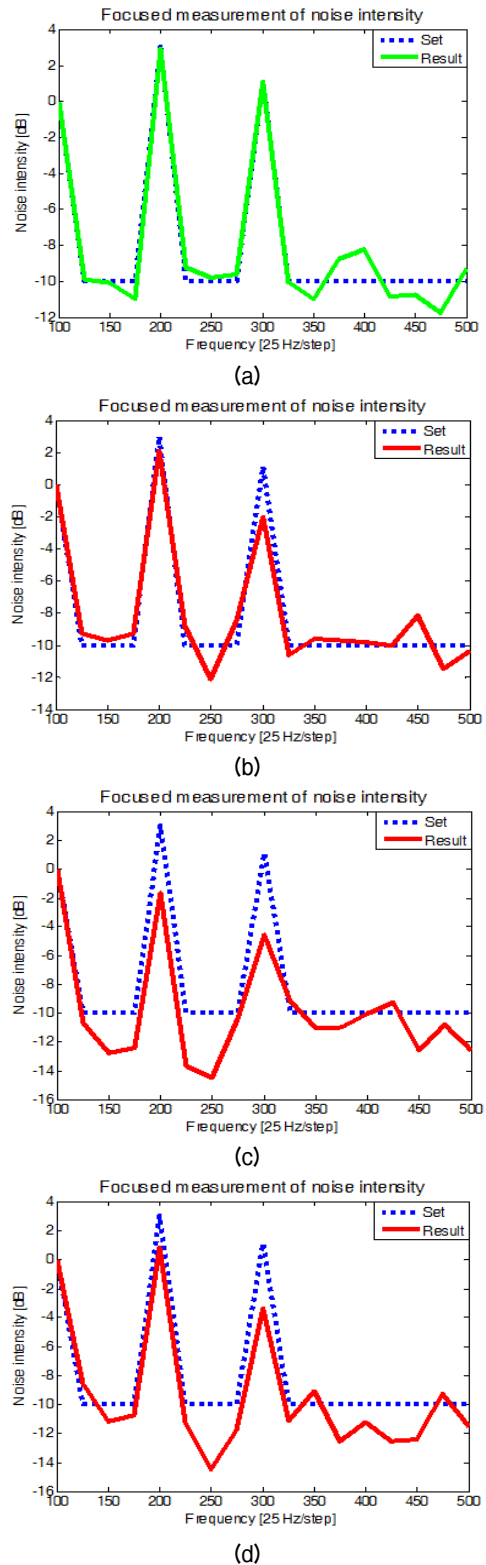 Focused measurement of noise intensity
4
2
0
-2
-4
-6
-8
-10
-12
Noise intensity [dB]
Set
Result
100 150 200 250 300 350 400 450 500
Frequency [25 Hz/step]
(a)
Focused measurement of noise intensity
4
2
0
-2
-4
-6
-8
-10
-12
-14
Noise intensity [dB]
Set
Result
100 150 200 250 300 350 400 450 500
Frequency [25 Hz/step]
(b)
Focused measurement of noise intensity
4
2
0
-2
-4
-6
-8
-10
-12
-14
-16
Noise intensity [dB]
Set
Result
100 150 200 250 300 350 400 450 500
Frequency [25 Hz/step]
(c)
Focused measurement of noise intensity
4
2
0
-2
-4
-6
-8
-10
-12
-14
-16
Noise intensity [dB]
Set
Result
100 150 200 250 300 350 400 450 500
Frequency [25 Hz/step]
(d)